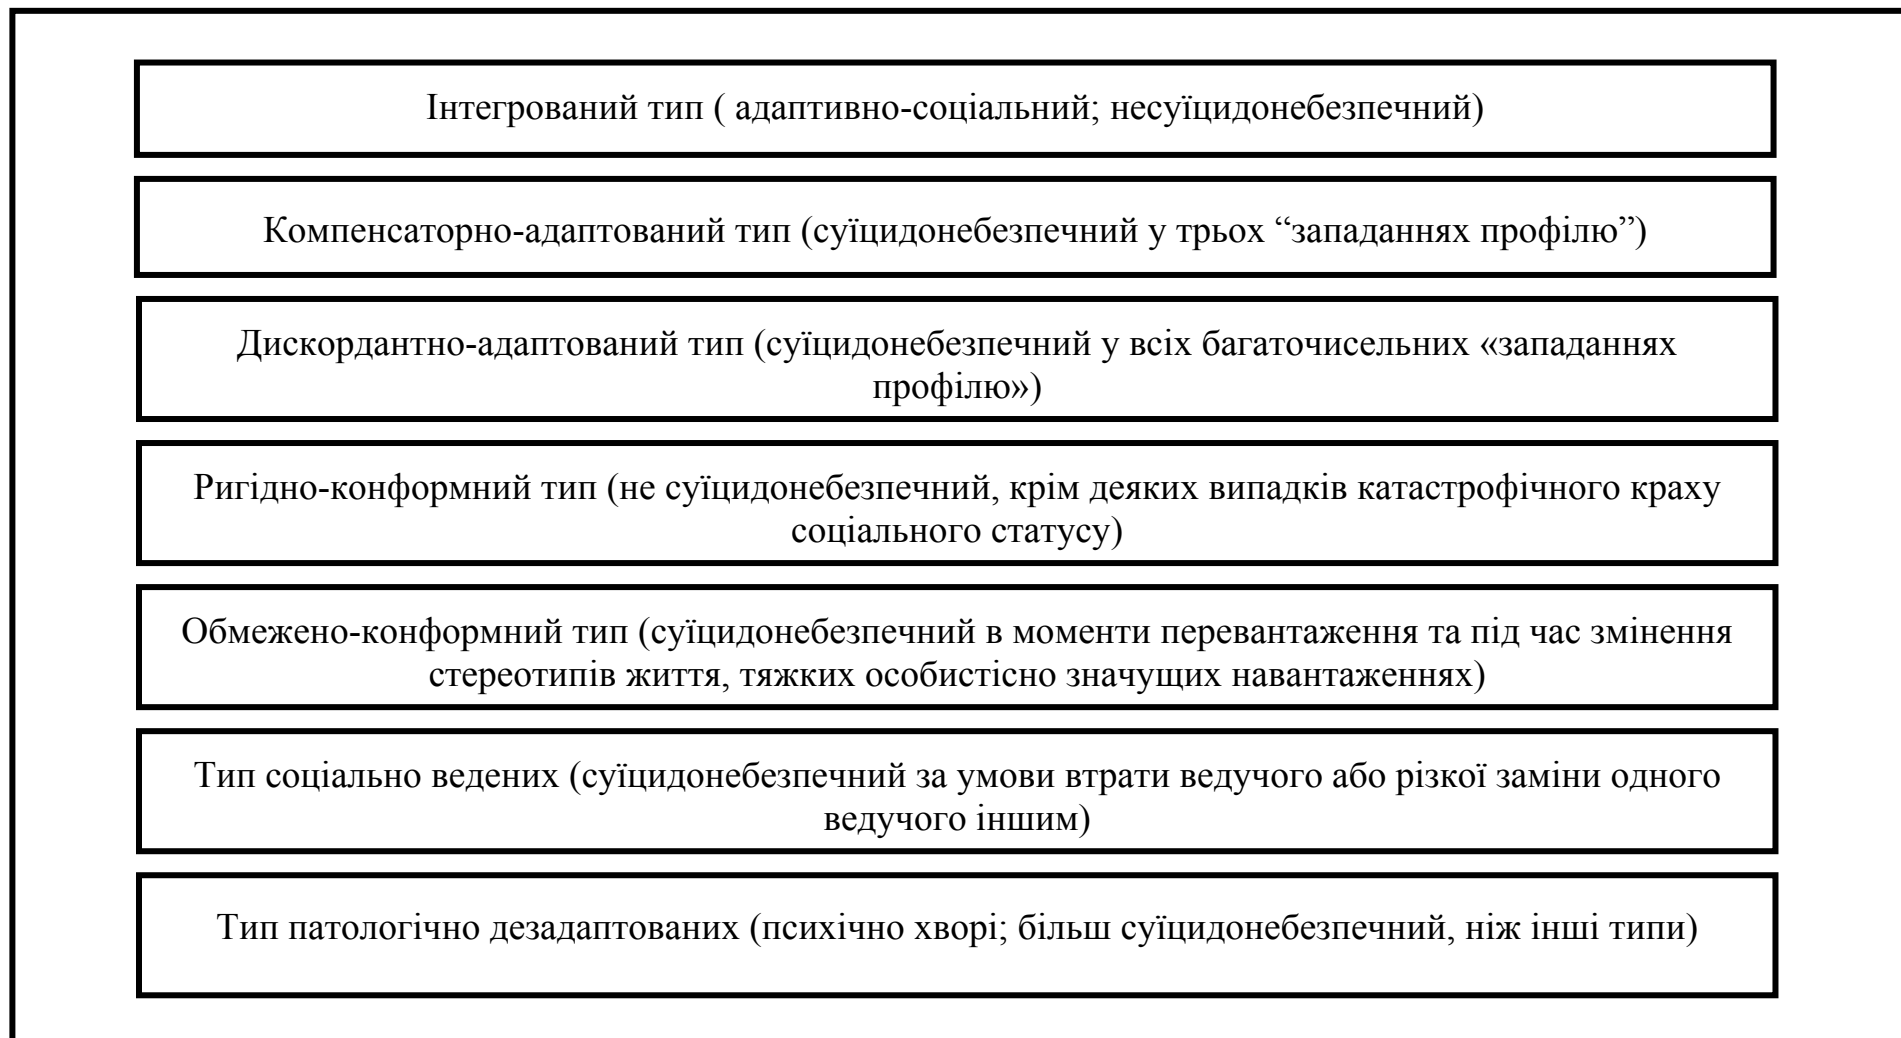 Інтегрований тип ( адаптивно-соціальний; несуїцидонебезпечний)
Компенсаторно-адаптований тип (суїцидонебезпечний у трьох “западаннях профілю”)
Дискордантно-адаптований тип (суїцидонебезпечний у всіх багаточисельних «западаннях
профілю»)
Ригідно-конформний тип (не суїцидонебезпечний, крім деяких випадків катастрофічного краху
соціального статусу)
Обмежено-конформний тип (суїцидонебезпечний в моменти перевантаження та під час змінення
стереотипів життя, тяжких особистісно значущих навантаженнях)
Тип соціально ведених (суїцидонебезпечний за умови втрати ведучого або різкої заміни одного
ведучого іншим)
Тип патологічно дезадаптованих (психічно хворі; більш суїцидонебезпечний, ніж інші типи)